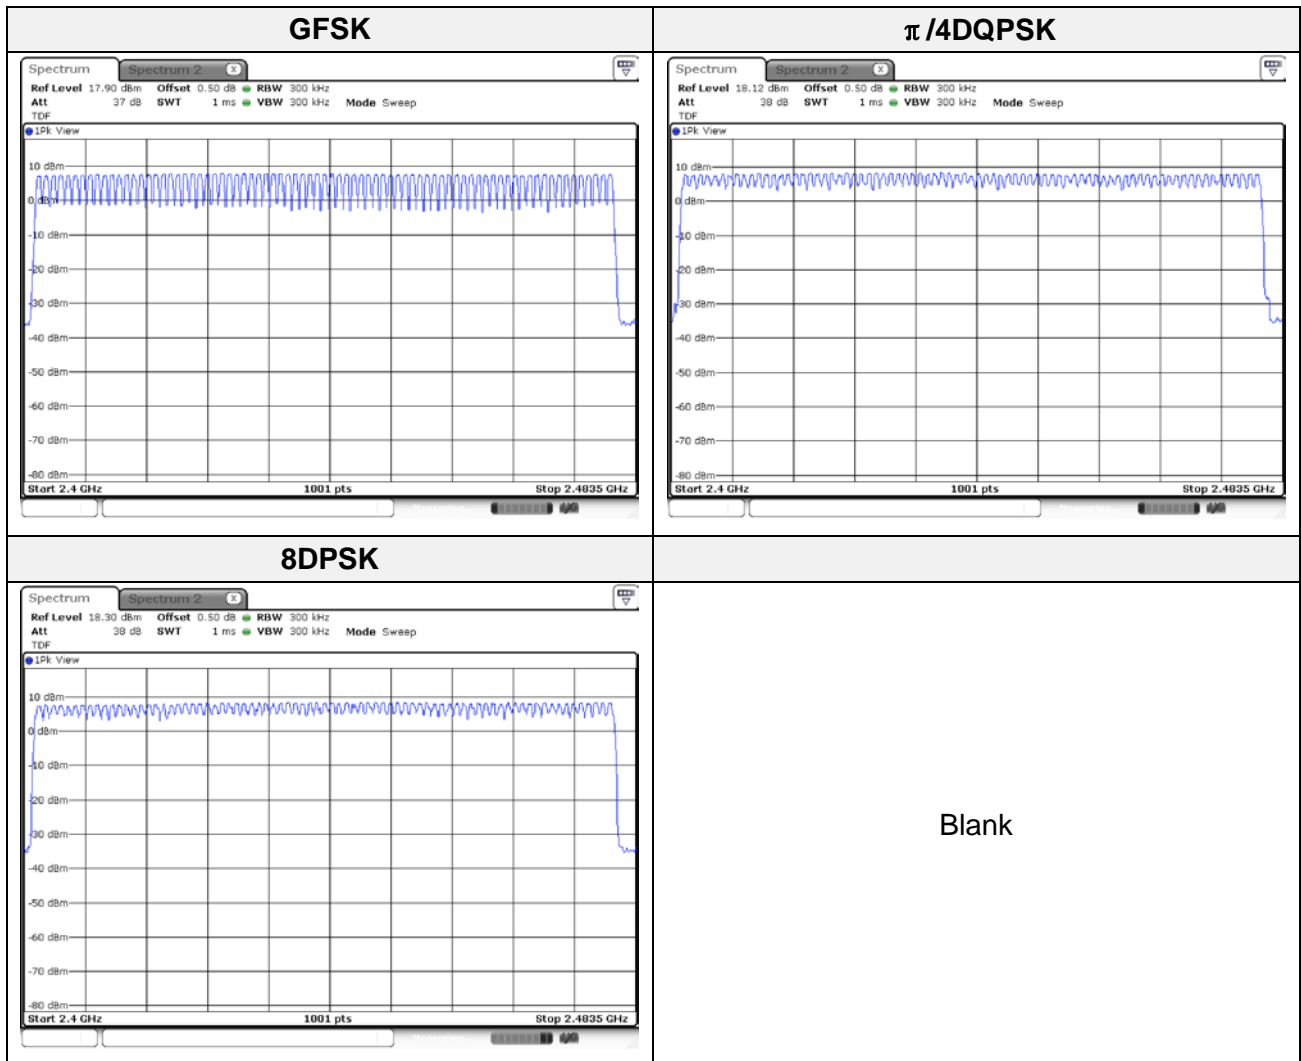 GFSK
Spectrum Spectrum 2 X
Ref Level 17.90 dBm Offset 0.50 dB RBW 300 kHz
Att 37 dB SWT 1 ms VBW 300 kHz Mode Sweep
TDF
1Pk View
10 dBm
0 dBm
-10 dBm
-20 dBm
-30 dBm
-40 dBm
-50 dBm
-60 dBm
-70 dBm
-80 dBm
Start 2.4 GHz 1001 pts Stop 2.4835 GHz
π /4DQPSK
Spectrum Spectrum 2 X
Ref Level 18.12 dBm Offset 0.50 dB RBW 300 kHz
Att 38 dB SWT 1 ms VBW 300 kHz Mode Sweep
TDF
1Pk View
10 dBm
0 dBm
-10 dBm
-20 dBm
-30 dBm
-40 dBm
-50 dBm
-60 dBm
-70 dBm
-80 dBm
Start 2.4 GHz 1001 pts Stop 2.4835 GHz
8DPSK
Spectrum Spectrum 2 X
Ref Level 18.30 dBm Offset 0.50 dB RBW 300 kHz
Att 38 dB SWT 1 ms VBW 300 kHz Mode Sweep
TDF
1Pk View
10 dBm
0 dBm
-10 dBm
-20 dBm
-30 dBm
-40 dBm
-50 dBm
-60 dBm
-70 dBm
-80 dBm
Start 2.4 GHz 1001 pts Stop 2.4835 GHz
Blank